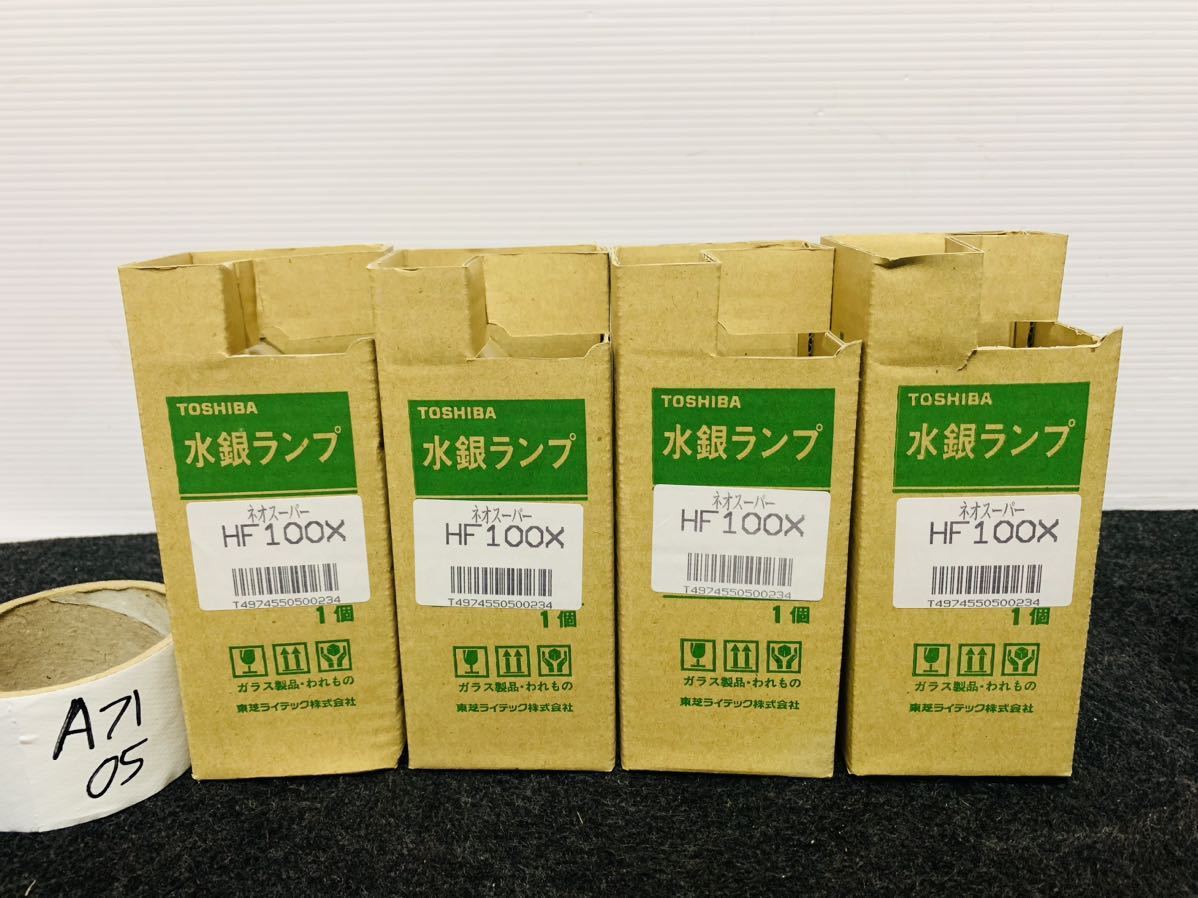 TOSHIBA
水銀ランプ
ネオスーパー
HF100X
T4974550500234
1個
ガラス製品・われもの
東芝ライテック株式会社
TOSHIBA
水銀ランプ
ネオスーパー
HF100X
T4974550500234
1個
ガラス製品・われもの
東芝ライテック株式会社
TOSHIBA
水銀ランプ
ネオスーパー
HF100X
T4974550500234
1個
ガラス製品・われもの
東芝ライテック株式会社
TOSHIBA
水銀ランプ
ネオスーパー
HF100X
T4974550500234
1個
ガラス製品・われもの
東芝ライテック株式会社
A71
05